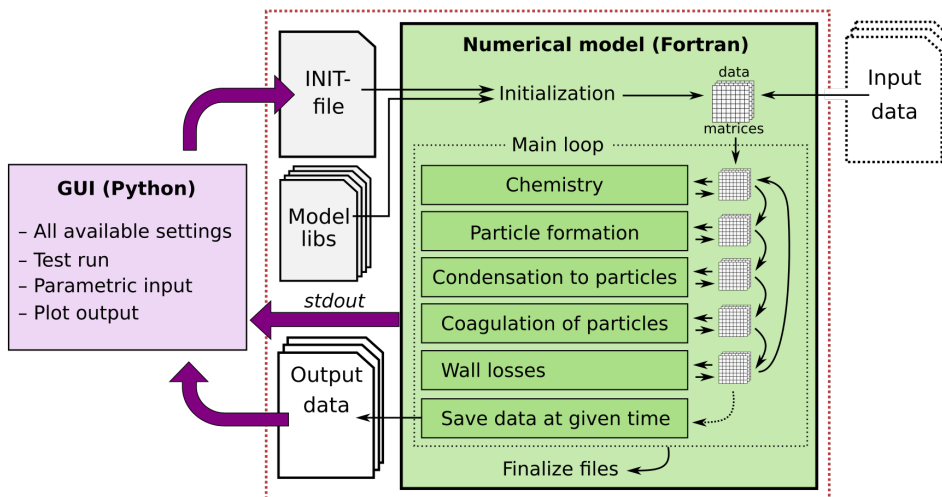 Numerical model (Fortran)
INIT-
file
Initialization
data
matrices
Input
data
Main loop
GUI (Python)
– All available settings
– Test run
– Parametric input
– Plot output
Model
libs
Chemistry
Particle formation
Condensation to particles
Coagulation of particles
Wall losses
Save data at given time
stdout
Output
data
Finalize files